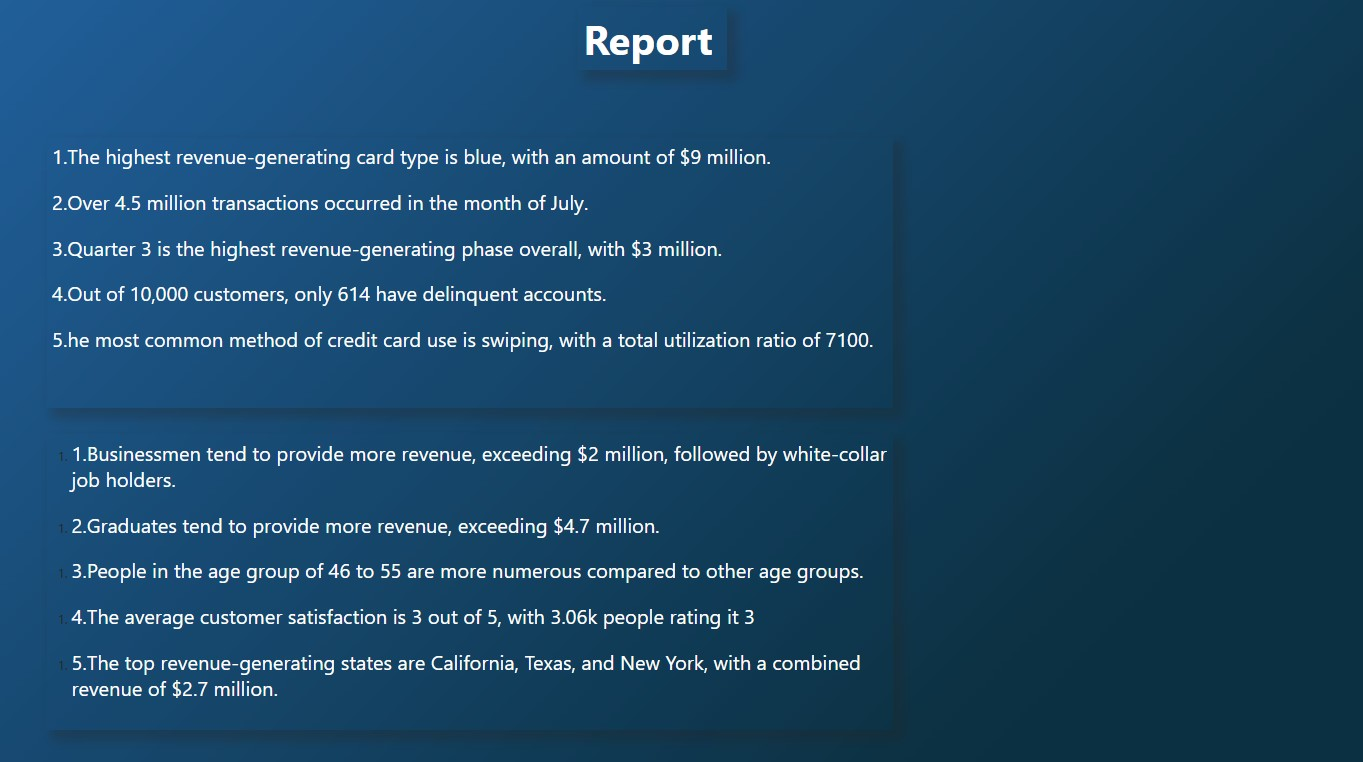 Report
1.The highest revenue-generating card type is blue, with an amount of $9 million.
2.Over 4.5 million transactions occurred in the month of July.
3.Quarter 3 is the highest revenue-generating phase overall, with $3 million.
4.Out of 10,000 customers, only 614 have delinquent accounts.
5.he most common method of credit card use is swiping, with a total utilization ratio of 7100.
1. 1.Businessmen tend to provide more revenue, exceeding $2 million, followed by white-collar
job holders.
1. 2.Graduates tend to provide more revenue, exceeding $4.7 million.
1. 3.People in the age group of 46 to 55 are more numerous compared to other age groups.
1. 4.The average customer satisfaction is 3 out of 5, with 3.06k people rating it 3
1. 5.The top revenue-generating states are California, Texas, and New York, with a combined
revenue of $2.7 million.